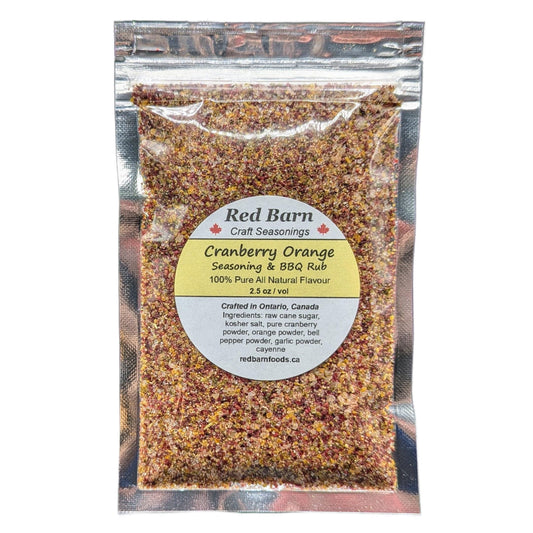 Red Barn
Craft Seasonings
Cranberry Orange
Seasoning & BBQ Rub
100% Pure All Natural Flavour
2.5 oz / vol
Crafted in Ontario, Canada
Ingredients: raw cane sugar,
kosher salt, pure cranberry
powder, orange powder, bell
pepper powder, garlic powder,
cayenne
redbarnfoods.ca